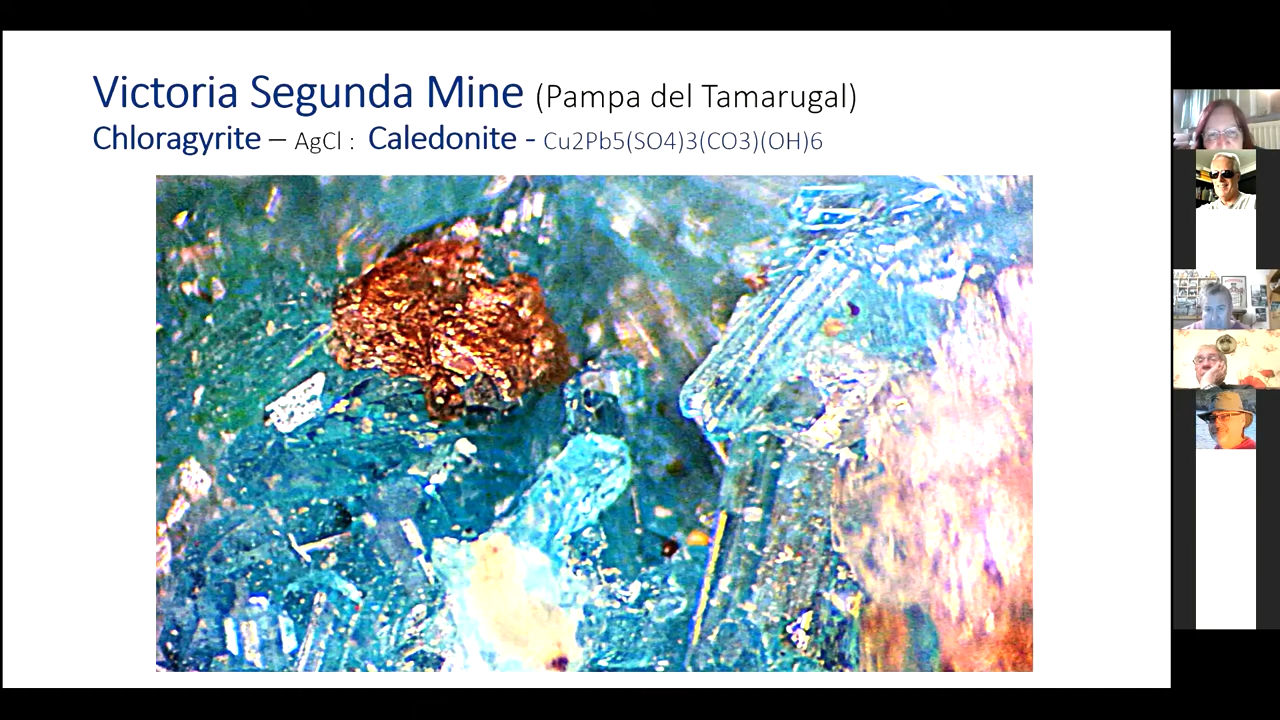 Victoria Segunda Mine (Pampa del Tamarugal)
Chloragyrite – AgCl : Caledonite - Cu2Pb5(SO4)3(CO3)(OH)6